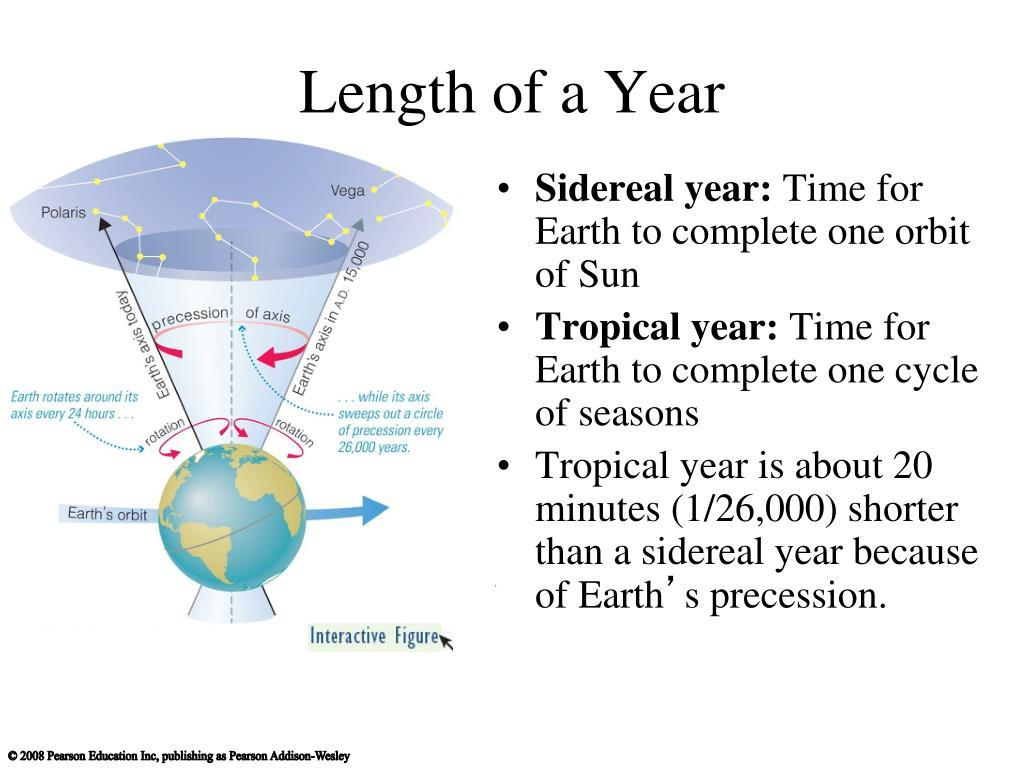 Length of a Year
Vega
Polaris
Earth's axis today
precession of axis
Earth's axis in A.D. 15,000
Earth rotates around its
axis every 24 hours . . .
. . . while its axis
sweeps out a circle
of precession every
26,000 years.
rotation
rotation
Earth's orbit
Interactive Figure
• Sidereal year: Time for
Earth to complete one orbit
of Sun
• Tropical year: Time for
Earth to complete one cycle
of seasons
• Tropical year is about 20
minutes (1/26,000) shorter
than a sidereal year because
of Earth’s precession.
© 2008 Pearson Education Inc, publishing as Pearson Addison-Wesley